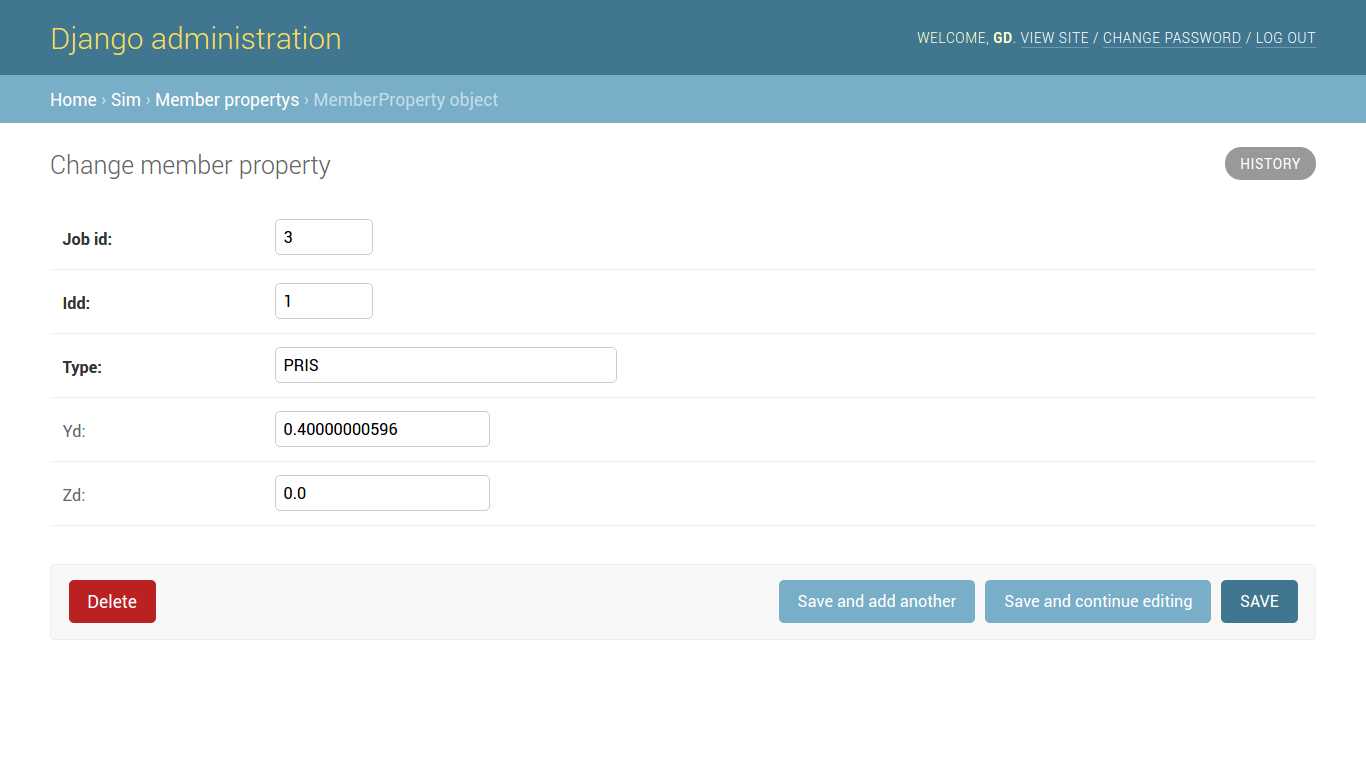 Django administration
WELCOME, GD. VIEW SITE / CHANGE PASSWORD / LOG OUT
Home › Sim › Member propertys › MemberProperty object
Change member property
HISTORY
Job id: 3
Idd: 1
Type: PRIS
Yd: 0.40000000596
Zd: 0.0
Delete
Save and add another
Save and continue editing
SAVE